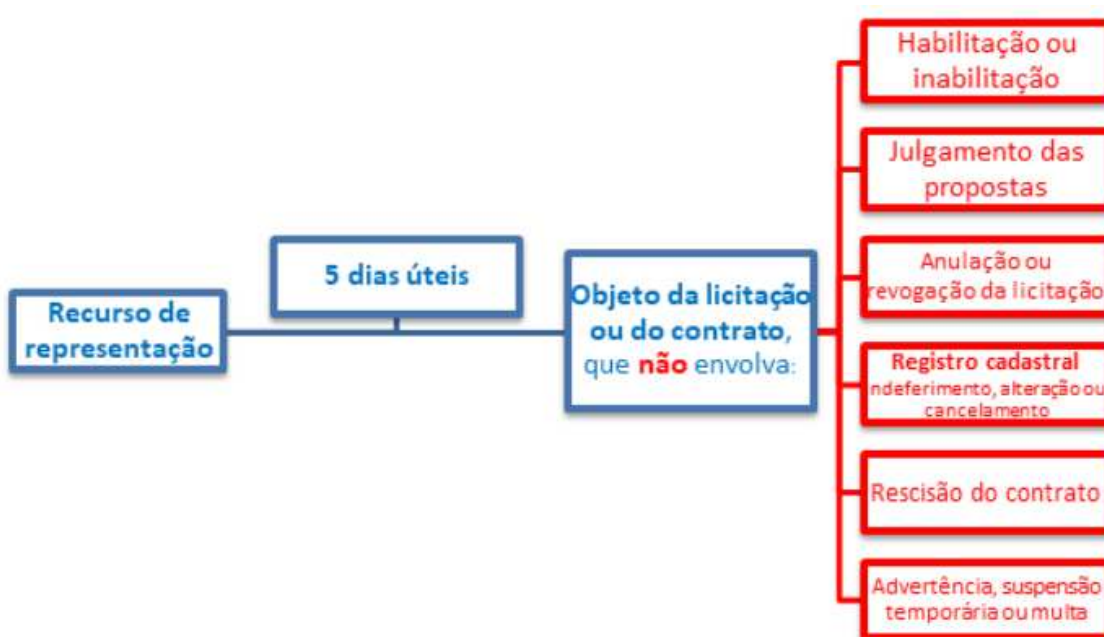 Recurso de
representação
5 dias úteis
Objeto da licitação
ou do contrato,
que não envolva:
Habilitação ou
inabilitação
Julgamento das
propostas
Anulação ou
revogação da licitação
Registro cadastral
ndeferimento, alteração ou
cancelamento
Rescisão do contrato
Advertência, suspensão
temporária ou multa